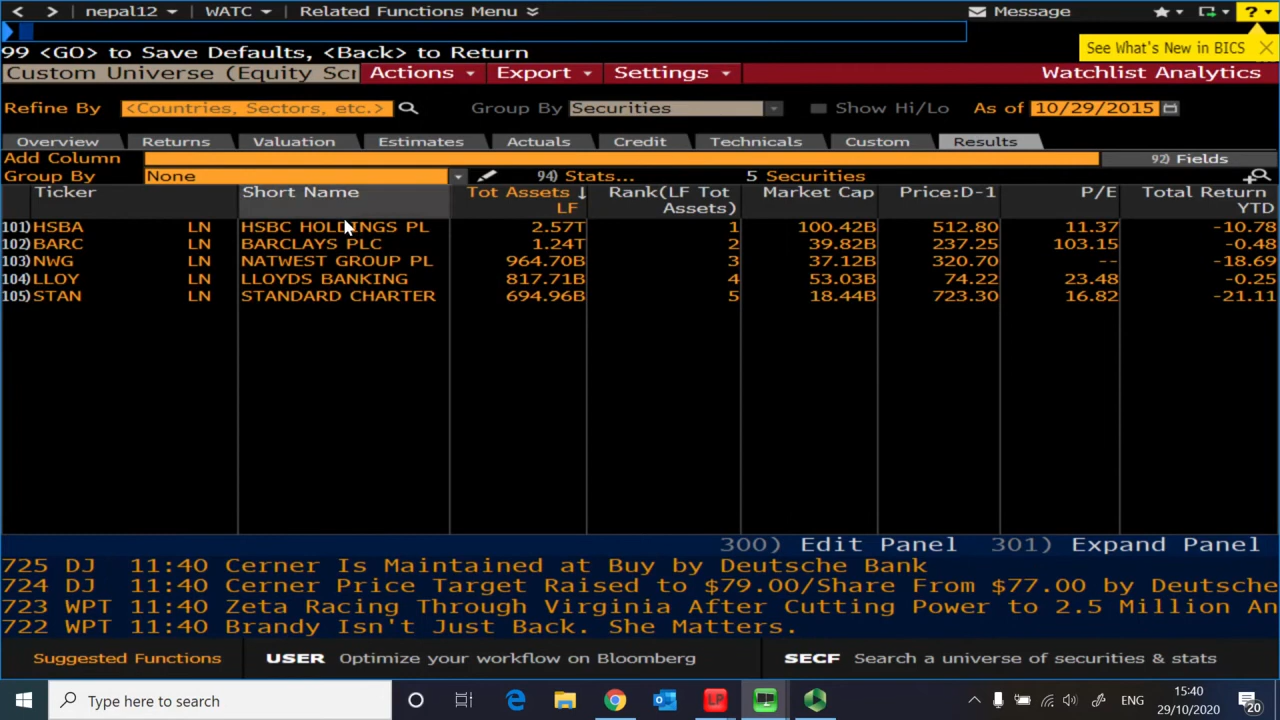 < > nepal12 WATC Related Functions Menu Message ?
99 <GO> to Save Defaults, <Back> to Return
See What's New in BICS
Custom Universe (Equity Scr Actions Export Settings Watchlist Analytics
Refine By <Countries, Sectors, etc.> Group By Securities Show Hi/Lo As of 10/29/2015
Overview Returns Valuation Estimates Actuals Credit Technicals Custom Results
Add Column 92) Fields
Group By None 94) Stats... 5 Securities
Ticker Short Name Tot Assets LF Rank(LF Tot Assets) Market Cap Price:D-1 P/E Total Return YTD
101) HSBA LN HSBC HOLDINGS PL 2.57T 1 100.42B 512.80 11.37 -10.78
102) BARC LN BARCLAYS PLC 1.24T 2 39.82B 237.25 103.15 -0.48
103) NWG LN NATWEST GROUP PL 964.70B 3 37.12B 320.70 -- -18.69
104) LLOY LN LLOYDS BANKING 817.71B 4 53.03B 74.22 23.48 -0.25
105) STAN LN STANDARD CHARTER 694.96B 5 18.44B 723.30 16.82 -21.11
300) Edit Panel 301) Expand Panel
725 DJ 11:40 Cerner Is Maintained at Buy by Deutsche Bank
724 DJ 11:40 Cerner Price Target Raised to $79.00/Share From $77.00 by Deutsche
723 WPT 11:40 Zeta Racing Through Virginia After Cutting Power to 2.5 Million An
722 WPT 11:40 Brandy Isn't Just Back. She Matters.
Suggested Functions USER Optimize your workflow on Bloomberg SECF Search a universe of securities & stats
Type here to search LP ENG 15:40
29/10/2020 20